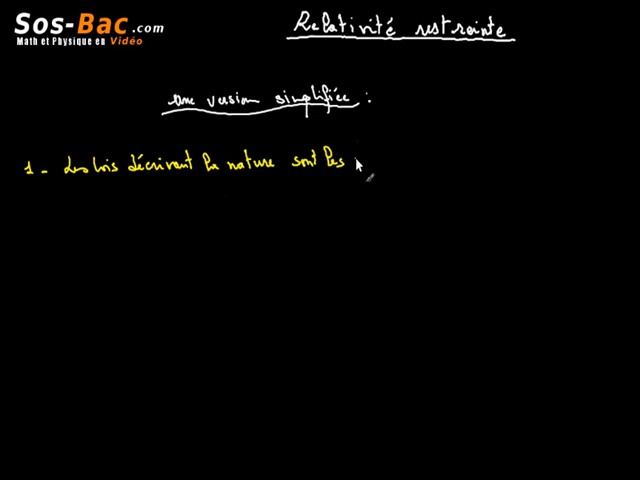 Sos-Bac.com
Math et Physique en Vidéo
Relativité restreinte
une version simplifiée :
1 - Les lois décrivant la nature sont les